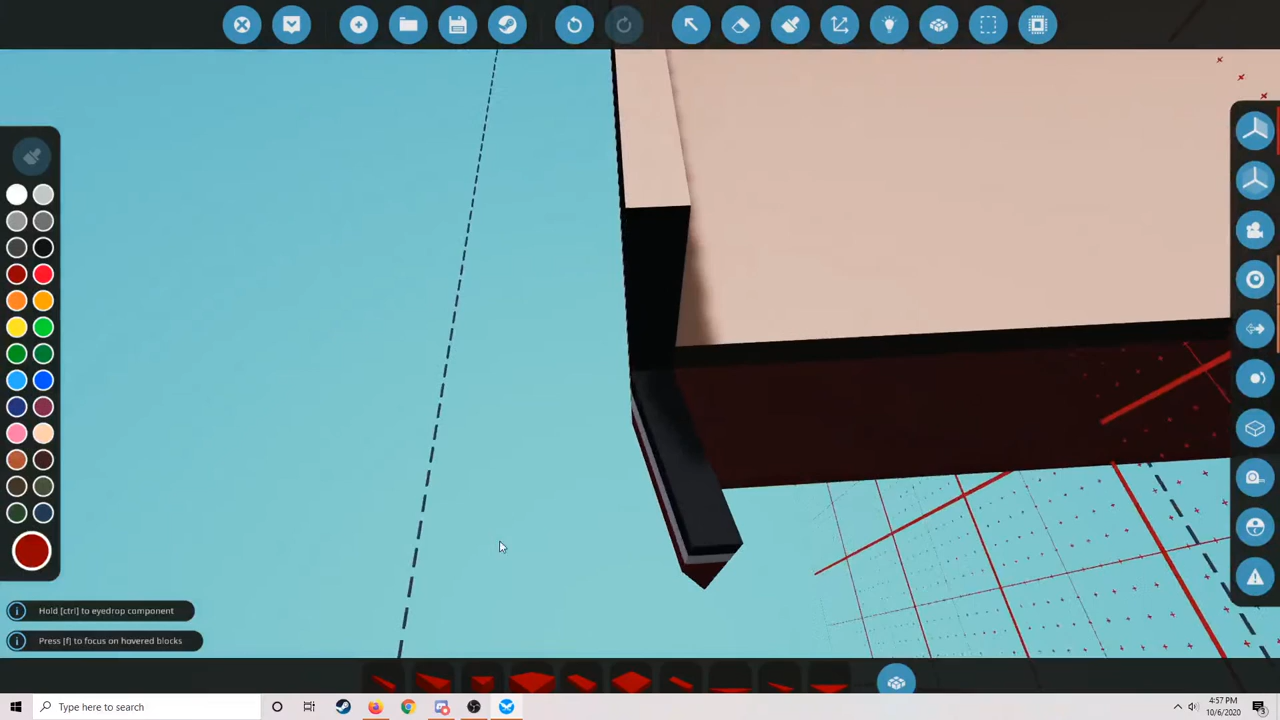 Hold [ctrl] to eyedrop component
Press [f] to focus on hovered blocks
Type here to search
4:57 PM
10/6/2020
3